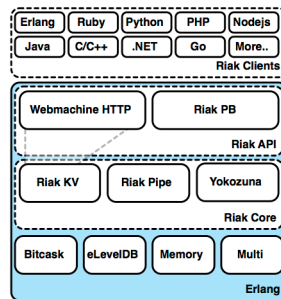 Erlang Ruby Python PHP Nodejs
Java C/C++ .NET Go More..
Riak Clients
Webmachine HTTP Riak PB
Riak API
Riak KV Riak Pipe Yokozuna
Riak Core
Bitcask eLevelDB Memory Multi
Erlang